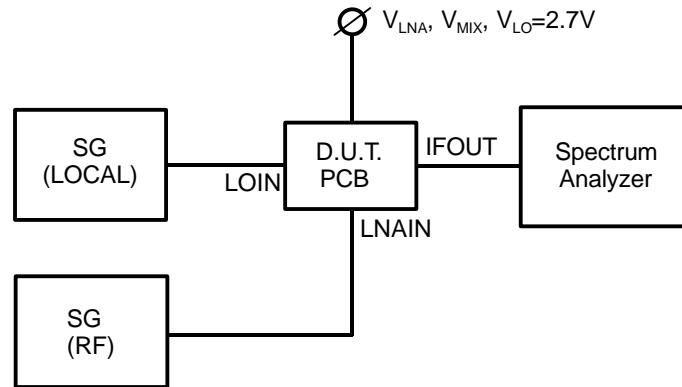 V_LNA, V_MIX, V_LO=2.7V
SG
(LOCAL)
LOIN
D.U.T.
PCB
IFOUT
Spectrum
Analyzer
LNAIN
SG
(RF)